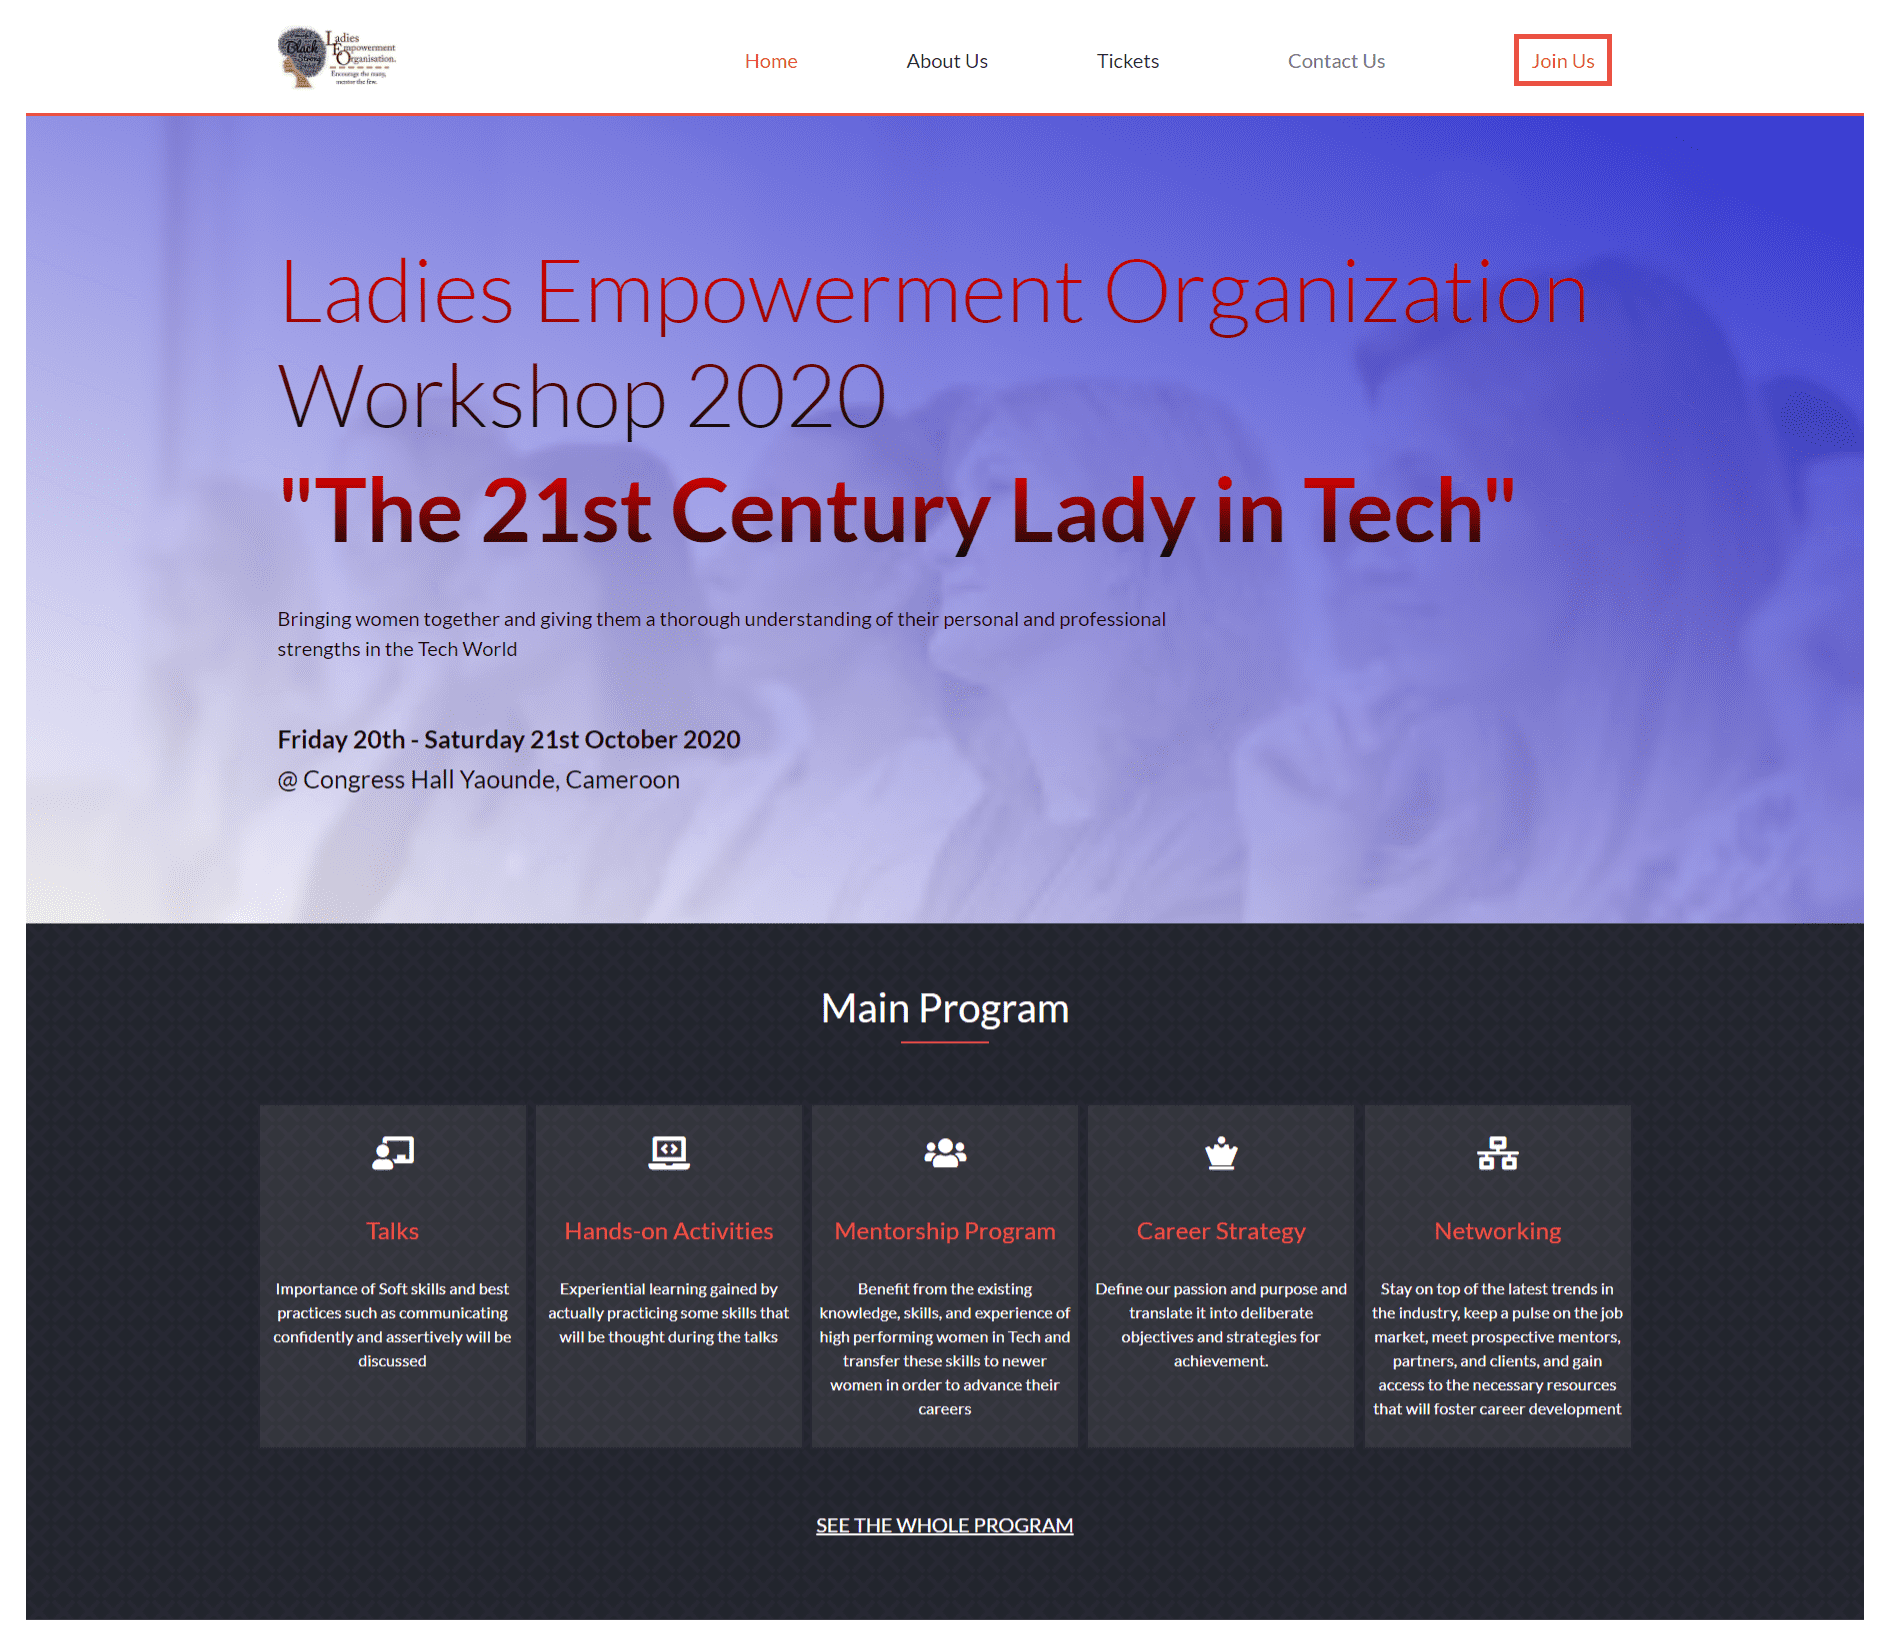 Black
Strong
Ladies
Empowerment
Organisation.
Encourage the many,
mentor the few.
Home
About Us
Tickets
Contact Us
Join Us
Ladies Empowerment Organization
Workshop 2020
"The 21st Century Lady in Tech"
Bringing women together and giving them a thorough understanding of their personal and professional
strengths in the Tech World
Friday 20th - Saturday 21st October 2020
@ Congress Hall Yaounde, Cameroon
Main Program
Talks
Importance of Soft skills and best
practices such as communicating
confidently and assertively will be
discussed
Hands-on Activities
Experiential learning gained by
actually practicing some skills that
will be thought during the talks
Mentorship Program
Benefit from the existing
knowledge, skills, and experience of
high performing women in Tech and
transfer these skills to newer
women in order to advance their
careers
Career Strategy
Define our passion and purpose and
translate it into deliberate
objectives and strategies for
achievement.
Networking
Stay on top of the latest trends in
the industry, keep a pulse on the job
market, meet prospective mentors,
partners, and clients, and gain
access to the necessary resources
that will foster career development
SEE THE WHOLE PROGRAM